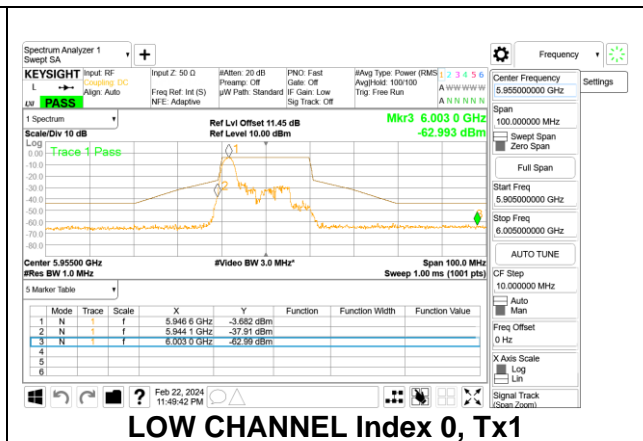 Spectrum Analyzer 1
Swept SA
Frequency
KEYSIGHT Input: RF Input Z: 50 Ω #Atten: 20 dB PNO: Fast #Avg Type: Power (RMS 1 2 3 4 5 6
Coupling: DC Preamp: Off Gate: Off Avg|Hold: 100/100
L Align: Auto Freq Ref: Int (S) µW Path: Standard IF Gain: Low Trig: Free Run A W W W W W
LXI PASS NFE: Adaptive Sig Track: Off A N N N N N
Center Frequency
5.955000000 GHz
Settings
1 Spectrum
Ref Lvl Offset 11.45 dB Mkr3 6.003 0 GHz
Scale/Div 10 dB Ref Level 10.00 dBm -62.993 dBm
Log
Trace 1 Pass
0.00
-10.0
-20.0
-30.0
-40.0
-50.0
-60.0
-70.0
-80.0
1
2
Center 5.95500 GHz #Video BW 3.0 MHz* Span 100.0 MHz
#Res BW 1.0 MHz Sweep 1.00 ms (1001 pts)
Span
100.000000 MHz
Swept Span
Zero Span
Full Span
Start Freq
5.905000000 GHz
Stop Freq
6.005000000 GHz
AUTO TUNE
CF Step
10.000000 MHz
Auto
Man
Freq Offset
0 Hz
X Axis Scale
Log
Lin
Signal Track
(Span Zoom)
5 Marker Table
Mode Trace Scale X Y Function Function Width Function Value
1 N 1 f 5.946 6 GHz -3.682 dBm
2 N 1 f 5.944 1 GHz -37.91 dBm
3 N 1 f 6.003 0 GHz -62.99 dBm
4
5
6
? Feb 22, 2024
11:49:42 PM
LOW CHANNEL Index 0, Tx1